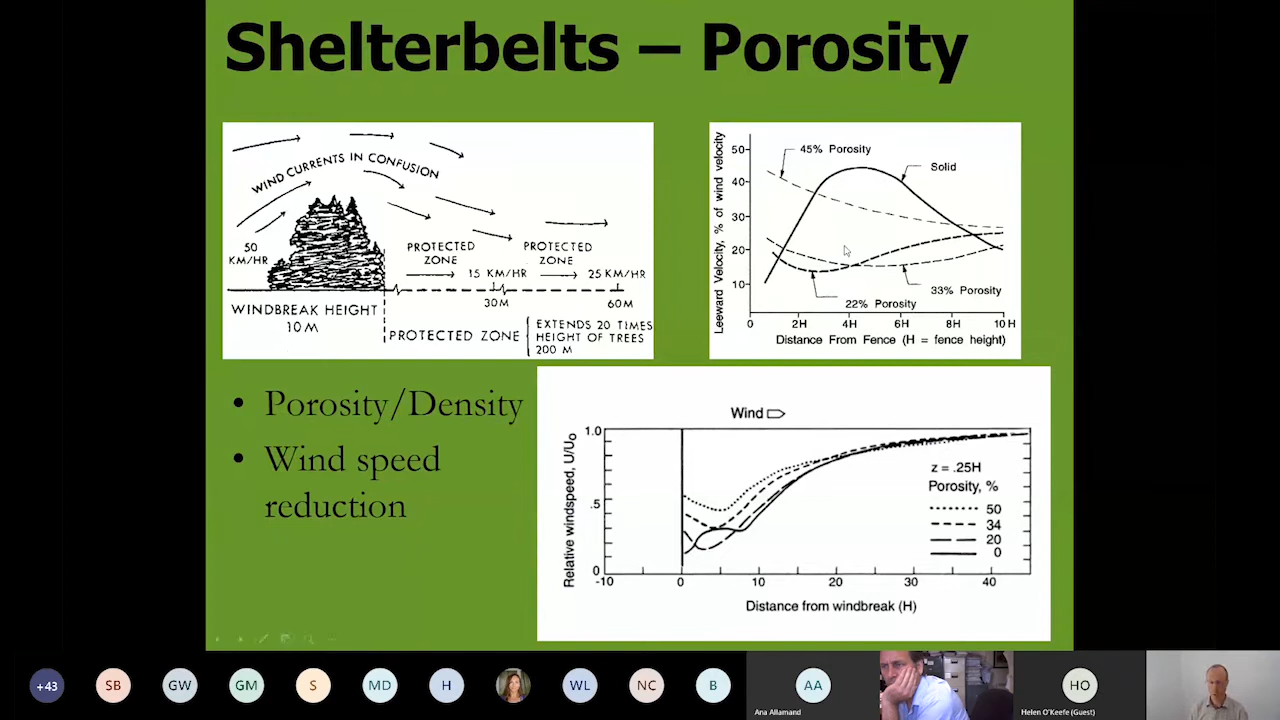 Shelterbelts – Porosity
WIND CURRENTS IN CONFUSION
50
KM/HR
PROTECTED
ZONE
PROTECTED
ZONE
15 KM/HR
25 KM/HR
30M
60M
WINDBREAK HEIGHT
10 M
PROTECTED ZONE
EXTENDS 20 TIMES
HEIGHT OF TREES
200 M
Leeward Velocity, % of wind velocity
50
40
30
20
10
45% Porosity
Solid
33% Porosity
22% Porosity
0 2H 4H 6H 8H 10H
Distance From Fence (H = fence height)
• Porosity/Density
• Wind speed
reduction
Wind
Relative windspeed, U/Uo
1.0
.5
0
z = .25H
Porosity, %
50
34
20
0
-10 0 10 20 30 40
Distance from windbreak (H)
+43 SB GW GM S MD H WL NC B AA HO
Ana Allamand
Helen O'Keefe (Guest)